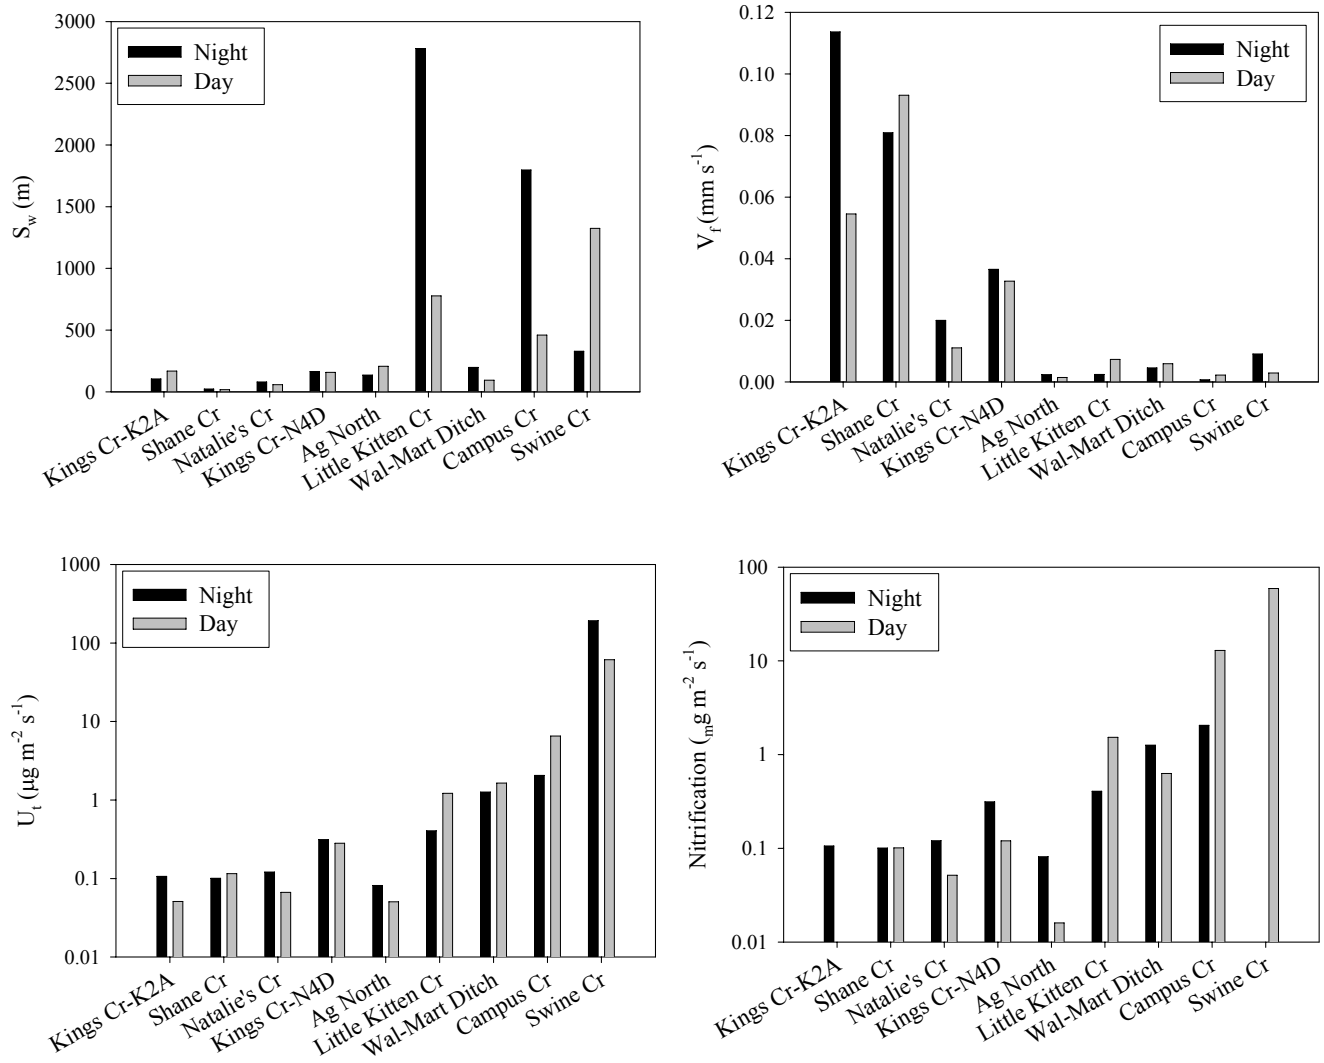 3000
2500
2000
1500
1000
500
0
S_w (m)
Night
Day
Kings Cr-K2A
Shane Cr
Natalie's Cr
Kings Cr-N4D
Ag North
Little Kitten Cr
Wal-Mart Ditch
Campus Cr
Swine Cr
0.12
0.10
0.08
0.06
0.04
0.02
0.00
V_f (mm s^-1)
Night
Day
Kings Cr-K2A
Shane Cr
Natalie's Cr
Kings Cr-N4D
Ag North
Little Kitten Cr
Wal-Mart Ditch
Campus Cr
Swine Cr
1000
100
10
1
0.1
0.01
U_t (µg m^-2 s^-1)
Night
Day
Kings Cr-K2A
Shane Cr
Natalie's Cr
Kings Cr-N4D
Ag North
Little Kitten Cr
Wal-Mart Ditch
Campus Cr
Swine Cr
100
10
1
0.1
0.01
Nitrification (_mg m^-2 s^-1)
Night
Day
Kings Cr-K2A
Shane Cr
Natalie's Cr
Kings Cr-N4D
Ag North
Little Kitten Cr
Wal-Mart Ditch
Campus Cr
Swine Cr